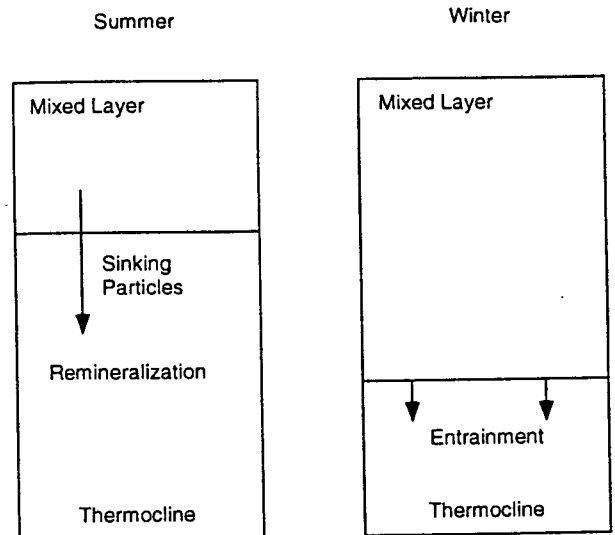 Summer
Mixed Layer
Sinking
Particles
Remineralization
Thermocline
Winter
Mixed Layer
Entrainment
Thermocline